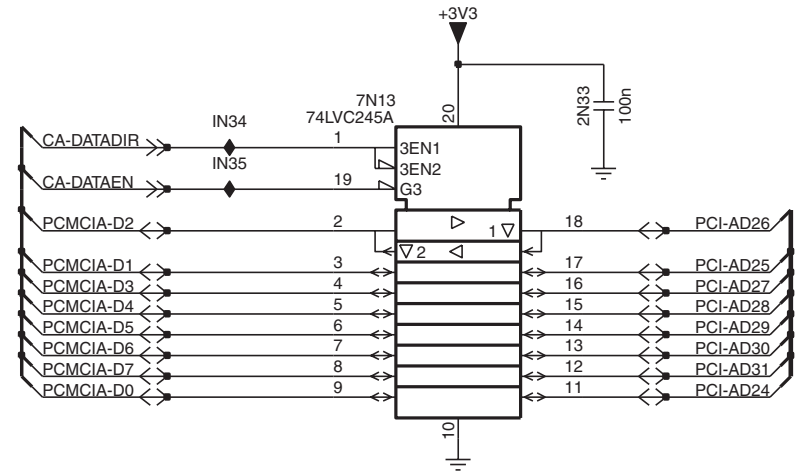 +3V3
2N33
100n
20
7N13
74LVC245A
IN34
CA-DATADIR
1
3EN1
IN35
3EN2
CA-DATAEN
19
G3
PCMCIA-D2
2
1
18
PCI-AD26
2
PCMCIA-D1
3
17
PCI-AD25
PCMCIA-D3
4
16
PCI-AD27
PCMCIA-D4
5
15
PCI-AD28
PCMCIA-D5
6
14
PCI-AD29
PCMCIA-D6
7
13
PCI-AD30
PCMCIA-D7
8
12
PCI-AD31
PCMCIA-D0
9
11
PCI-AD24
10